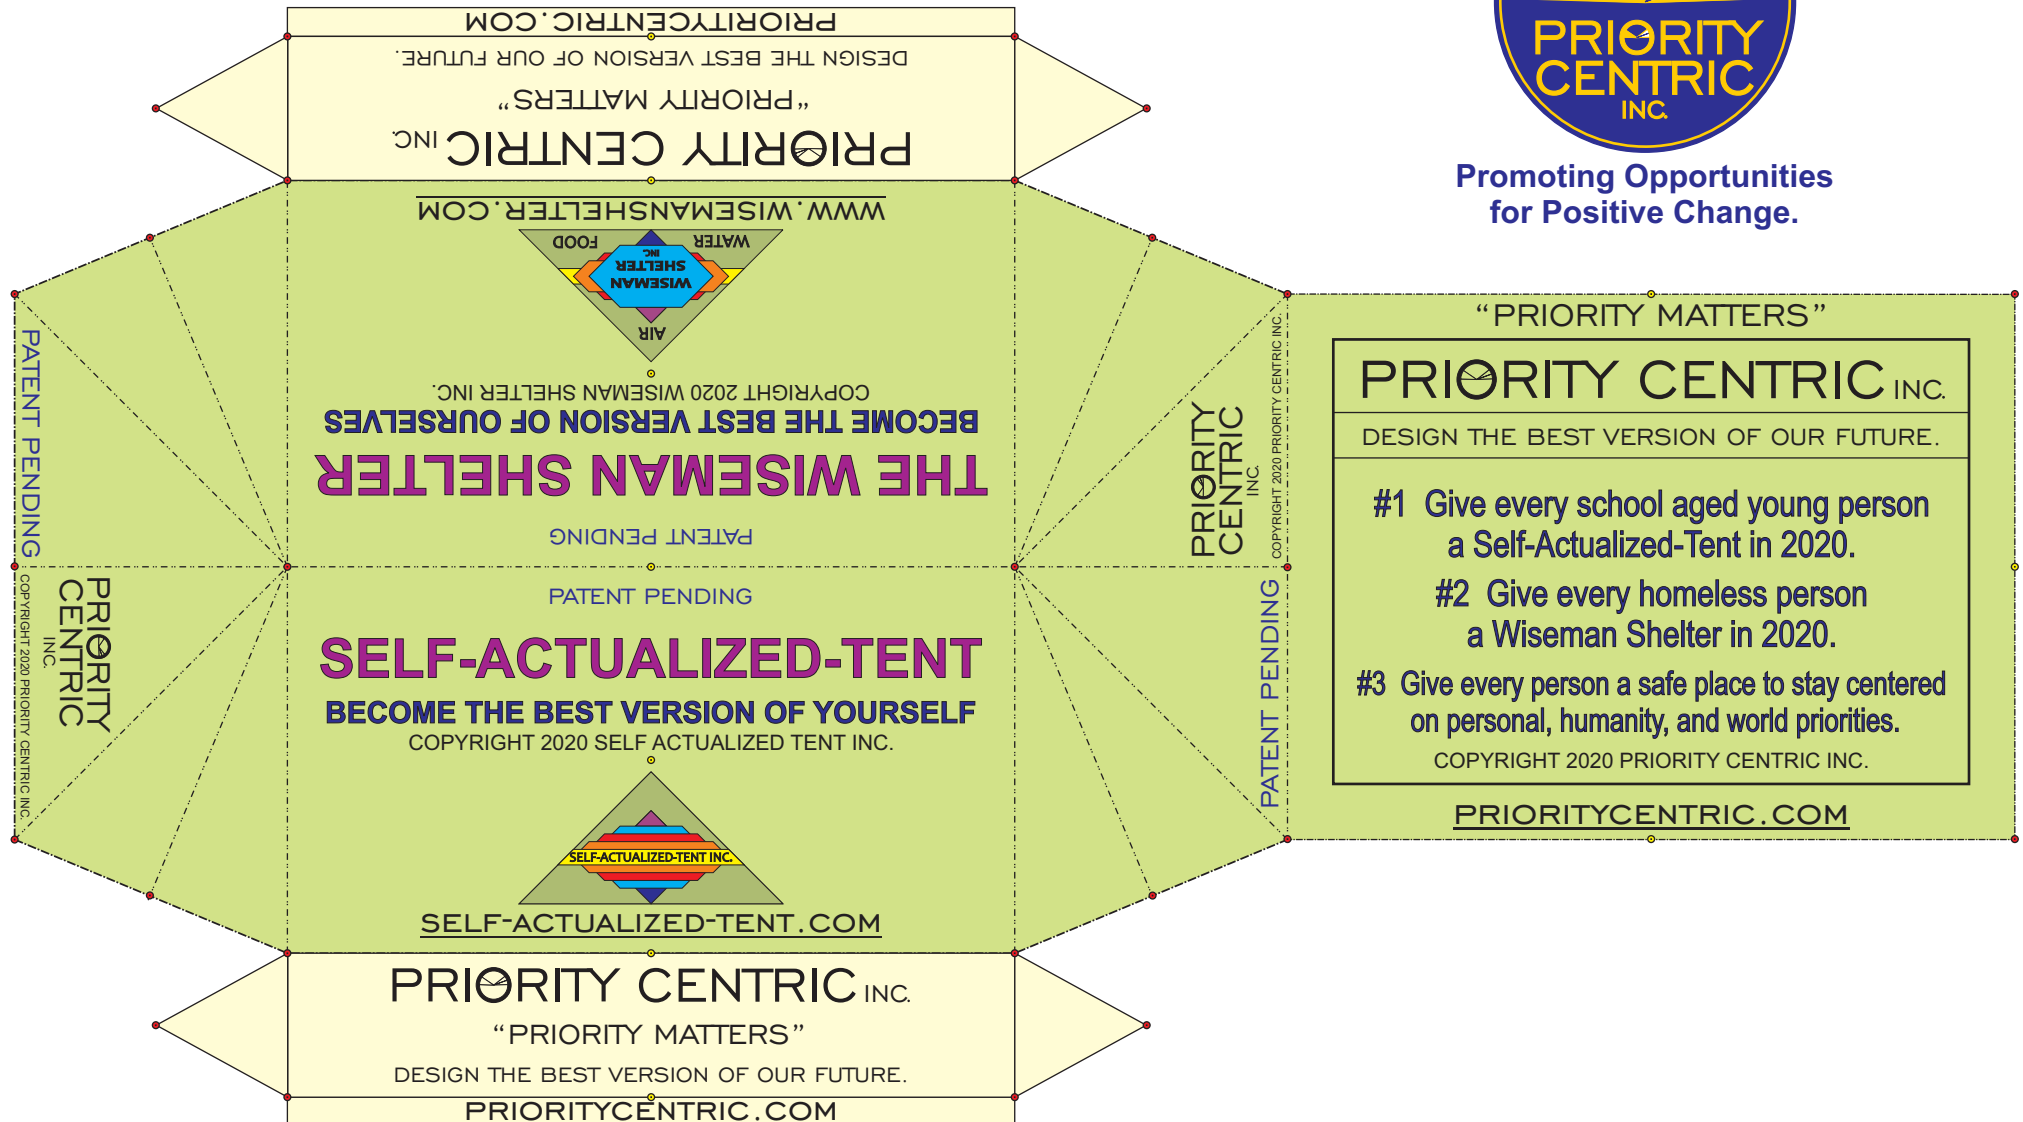 PRIORITYCENTRIC.COM
DESIGN THE BEST VERSION OF OUR FUTURE.
“PRIORITY MATTERS”
PRIORITY CENTRIC INC.
WWW.WISEMANSHELTER.COM
WATER
FOOD
WISEMAN
SHELTER
INC
AIR
COPYRIGHT 2020 WISEMAN SHELTER INC.
BECOME THE BEST VERSION OF OURSELVES
THE WISEMAN SHELTER
PATENT PENDING
PATENT PENDING
SELF-ACTUALIZED-TENT
BECOME THE BEST VERSION OF YOURSELF
COPYRIGHT 2020 SELF ACTUALIZED TENT INC.
SELF-ACTUALIZED-TENT INC.
SELF-ACTUALIZED-TENT.COM
PRIORITY CENTRIC INC.
“PRIORITY MATTERS”
DESIGN THE BEST VERSION OF OUR FUTURE.
PRIORITYCENTRIC.COM
PATENT PENDING
PRIORITY
CENTRIC
INC.
COPYRIGHT 2020 PRIORITY CENTRIC INC.
PRIORITY
CENTRIC
INC.
COPYRIGHT 2020 PRIORITY CENTRIC INC.
PATENT PENDING
PRIORITY
CENTRIC
INC.
Promoting Opportunities
for Positive Change.
“PRIORITY MATTERS”
PRIORITY CENTRIC INC.
DESIGN THE BEST VERSION OF OUR FUTURE.
#1 Give every school aged young person
a Self-Actualized-Tent in 2020.
#2 Give every homeless person
a Wiseman Shelter in 2020.
#3 Give every person a safe place to stay centered
on personal, humanity, and world priorities.
COPYRIGHT 2020 PRIORITY CENTRIC INC.
PRIORITYCENTRIC.COM